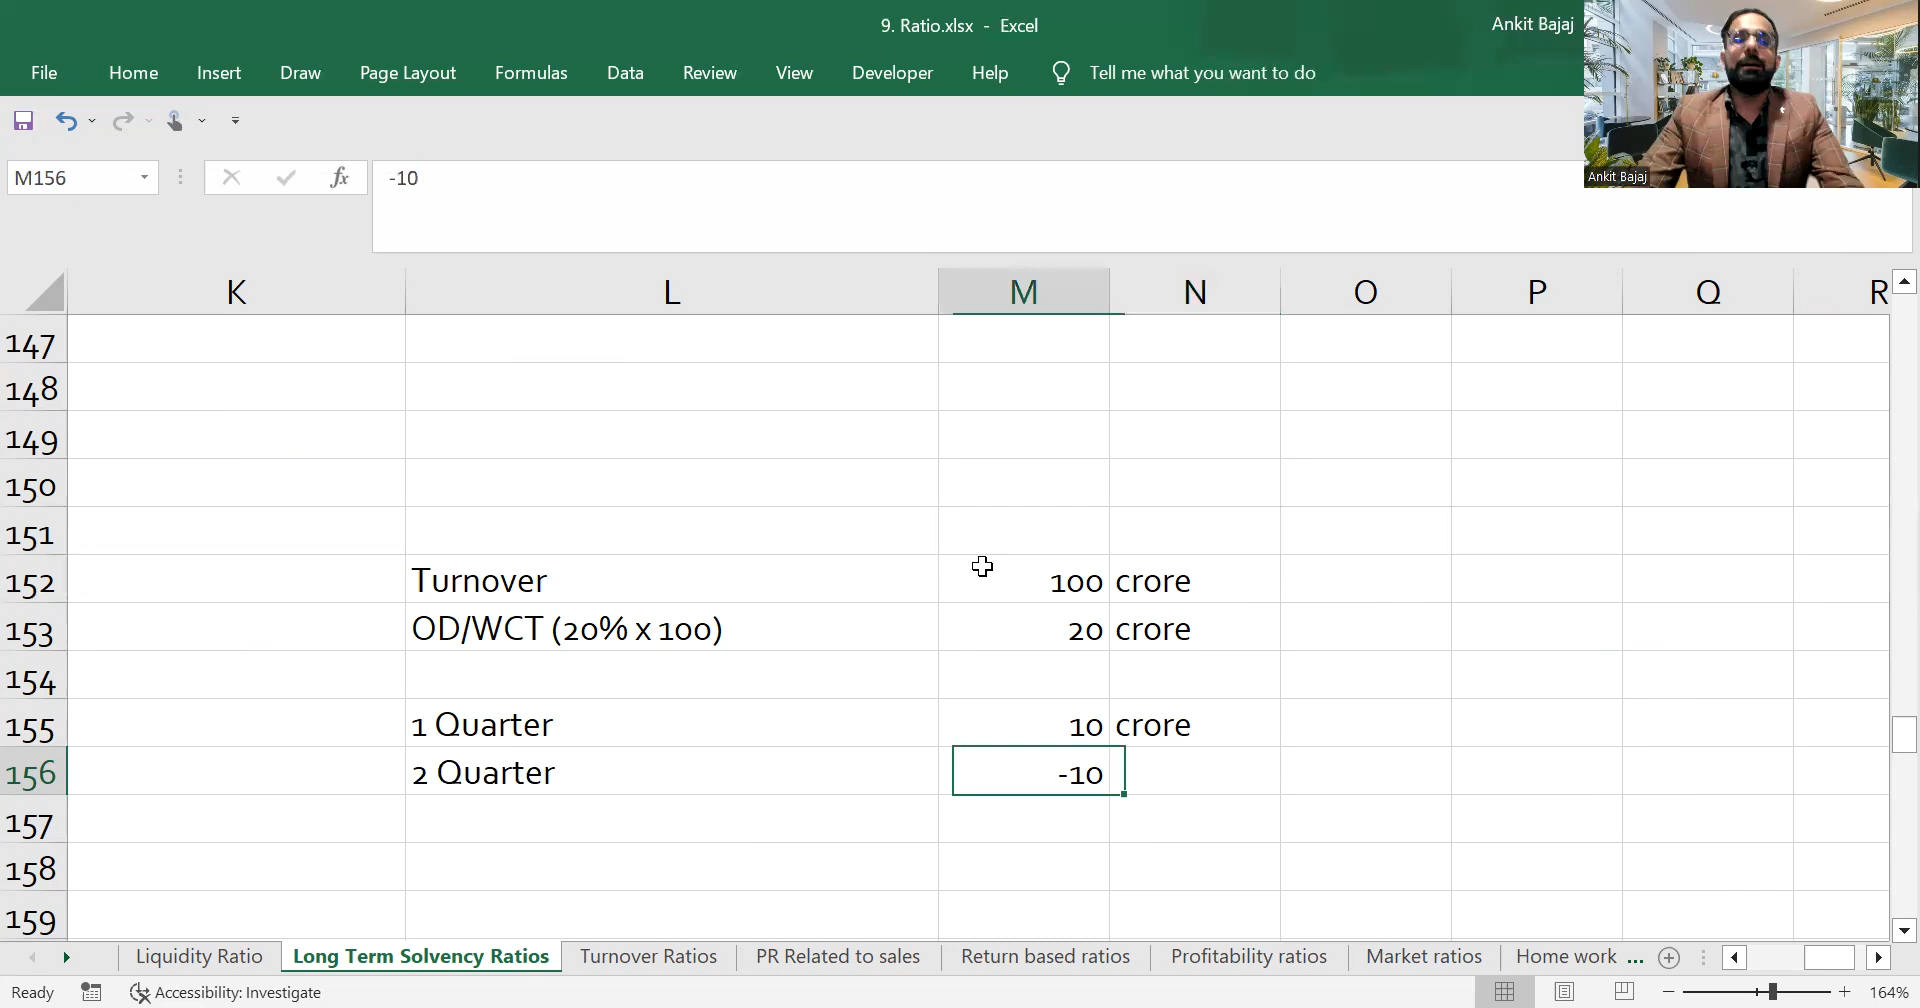 9. Ratio.xlsx - Excel
Ankit Bajaj
File Home Insert Draw Page Layout Formulas Data Review View Developer Help Tell me what you want to do
Ankit Bajaj
M156 fx -10
K L M N O P Q R
147
148
149
150
151
152 Turnover 100 crore
153 OD/WCT (20% x 100) 20 crore
154
155 1 Quarter 10 crore
156 2 Quarter -10
157
158
159
Liquidity Ratio Long Term Solvency Ratios Turnover Ratios PR Related to sales Return based ratios Profitability ratios Market ratios Home work ...
Ready Accessibility: Investigate 164%